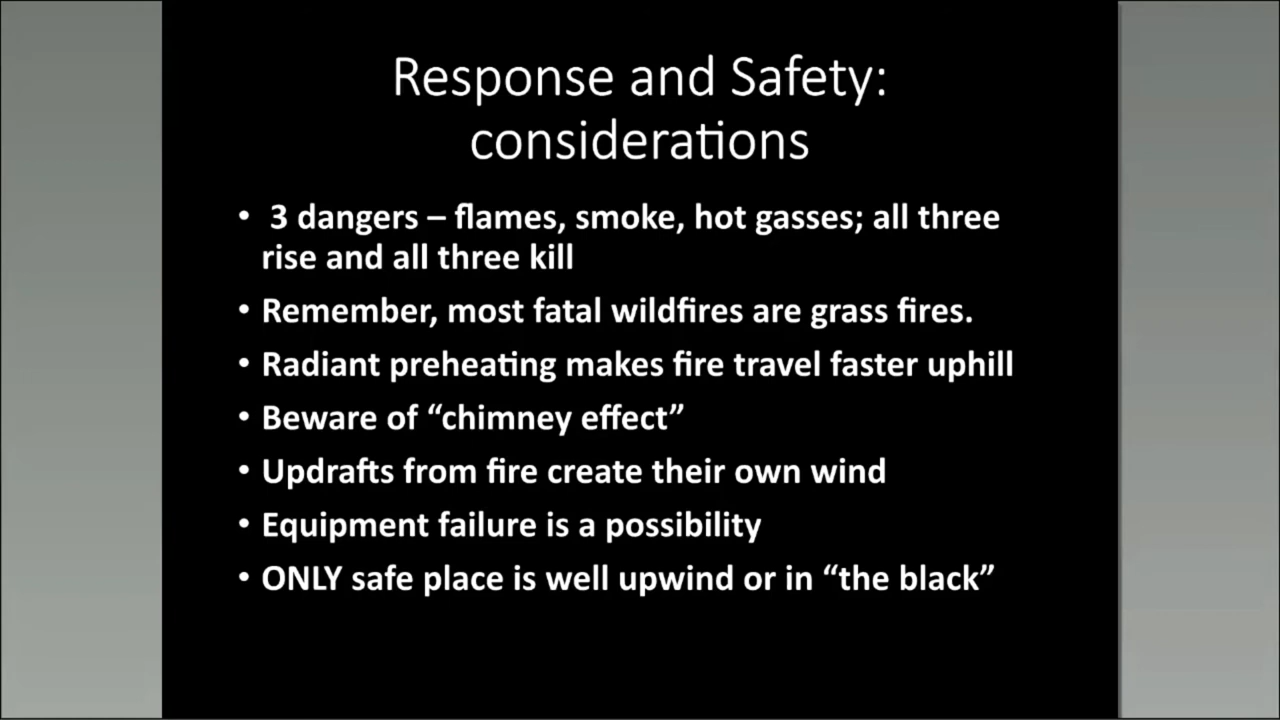 Response and Safety:
considerations
• 3 dangers – flames, smoke, hot gasses; all three
rise and all three kill
• Remember, most fatal wildfires are grass fires.
• Radiant preheating makes fire travel faster uphill
• Beware of “chimney effect”
• Updrafts from fire create their own wind
• Equipment failure is a possibility
• ONLY safe place is well upwind or in “the black”